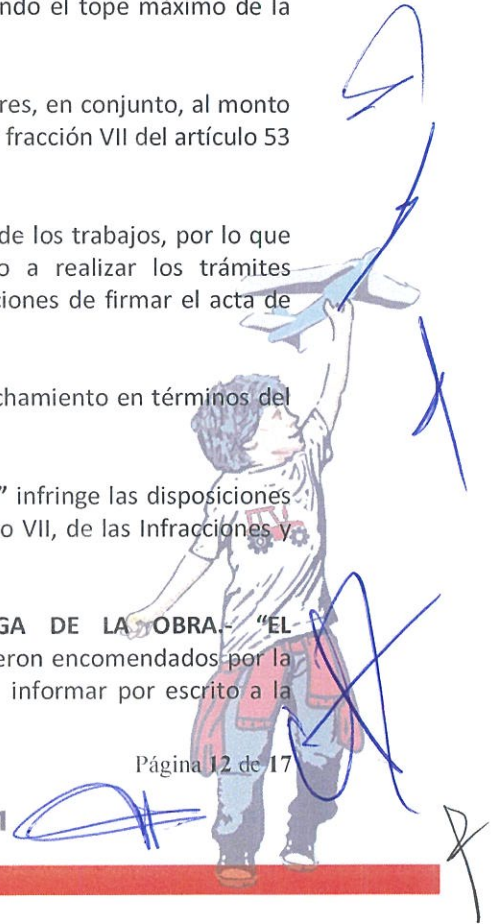 ndo el tope máximo de la
res, en conjunto, al monto
fracción VII del artículo 53
de los trabajos, por lo que
o a realizar los trámites
ciones de firmar el acta de
chamiento en términos del
” infringe las disposiciones
o VII, de las Infracciones y
GA DE LA OBRA.- “EL
eron encomendados por la
informar por escrito a la
Página 12 de 17
1